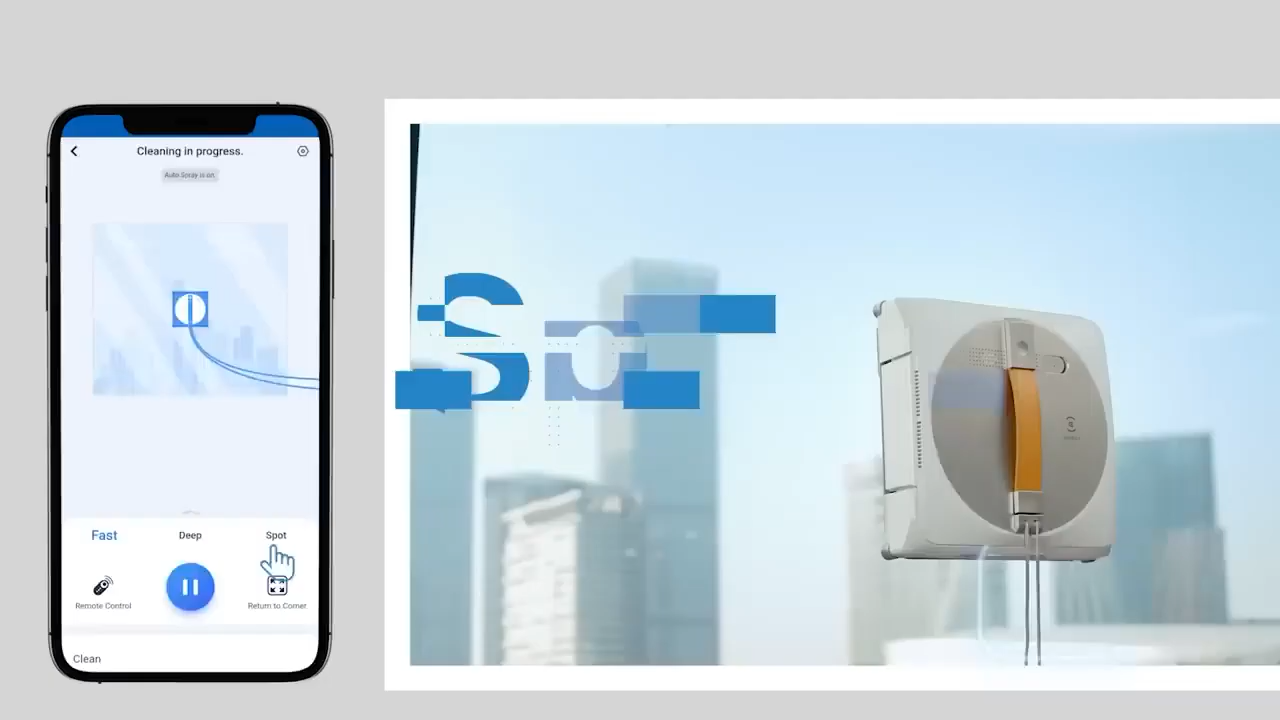 Cleaning in progress.
Auto Spray is on.
Fast
Deep
Spot
Remote Control
Return to Corner
Clean